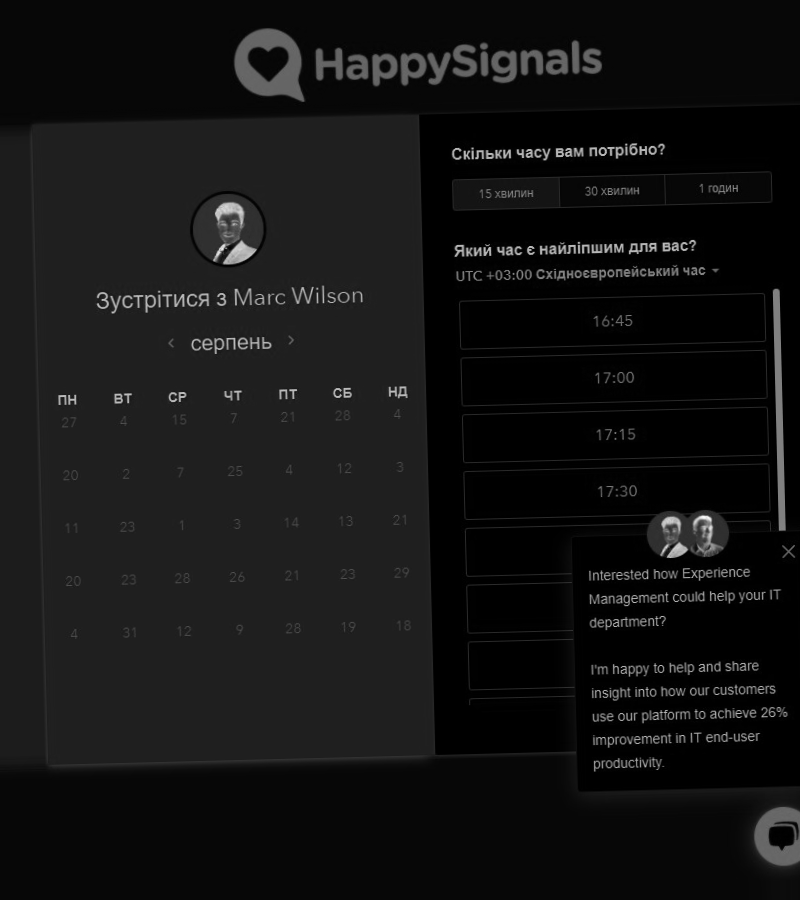 HappySignals
Зустрітися з Marc Wilson
серпень
ПН ВТ СР ЧТ ПТ СБ НД
27 4 15 7 21 28 4
20 2 7 25 4 12 3
11 23 1 3 14 13 21
20 23 28 26 21 23 29
4 31 12 9 28 19 18
Скільки часу вам потрібно?
15 хвилин 30 хвилин 1 годин
Який час є найліпшим для вас?
UTC +03:00 Східноєвропейський час
16:45
17:00
17:15
17:30
Interested how Experience
Management could help your IT
department?
I'm happy to help and share
insight into how our customers
use our platform to achieve 26%
improvement in IT end-user
productivity.